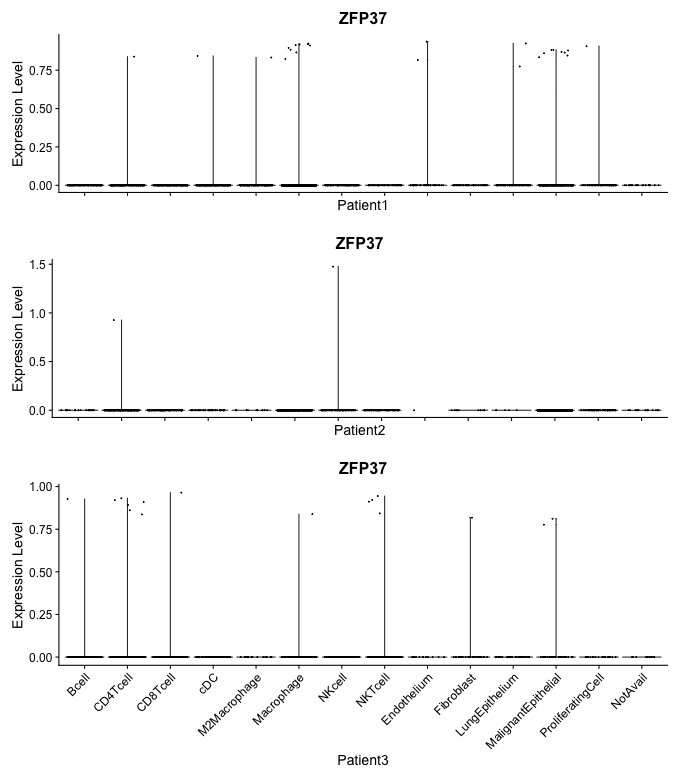 ZFP37
Expression Level
0.75
0.50
0.25
0.00
Patient1
ZFP37
Expression Level
1.5
1.0
0.5
0.0
Patient2
ZFP37
Expression Level
1.00
0.75
0.50
0.25
0.00
Bcell
CD4Tcell
CD8Tcell
cDC
M2Macrophage
Macrophage
NKcell
NKTcell
Endothelium
Fibroblast
LungEpithelium
MalignantEpithelial
ProliferatingCell
NotAvail
Patient3